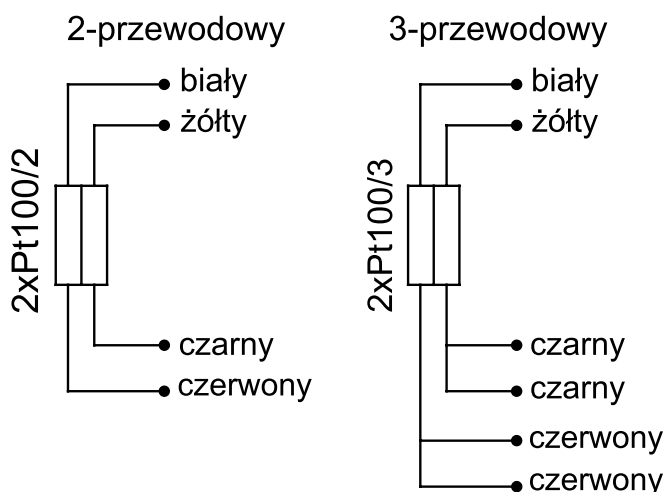 2-przewodowy
biały
żółty
2xPt100/2
czarny
czerwony
3-przewodowy
biały
żółty
2xPt100/3
czarny
czarny
czerwony
czerwony